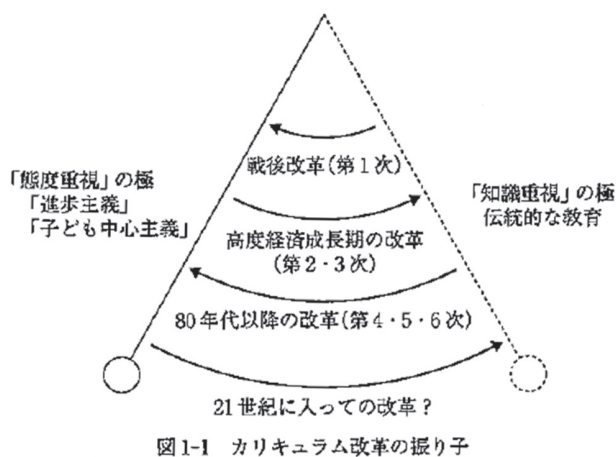 戦後改革(第1次)
「態度重視」の極
「進歩主義」
「子ども中心主義」
「知識重視」の極
伝統的な教育
高度経済成長期の改革
(第2・3次)
80年代以降の改革(第4・5・6次)
21世紀に入っての改革?
図1-1 カリキュラム改革の振り子